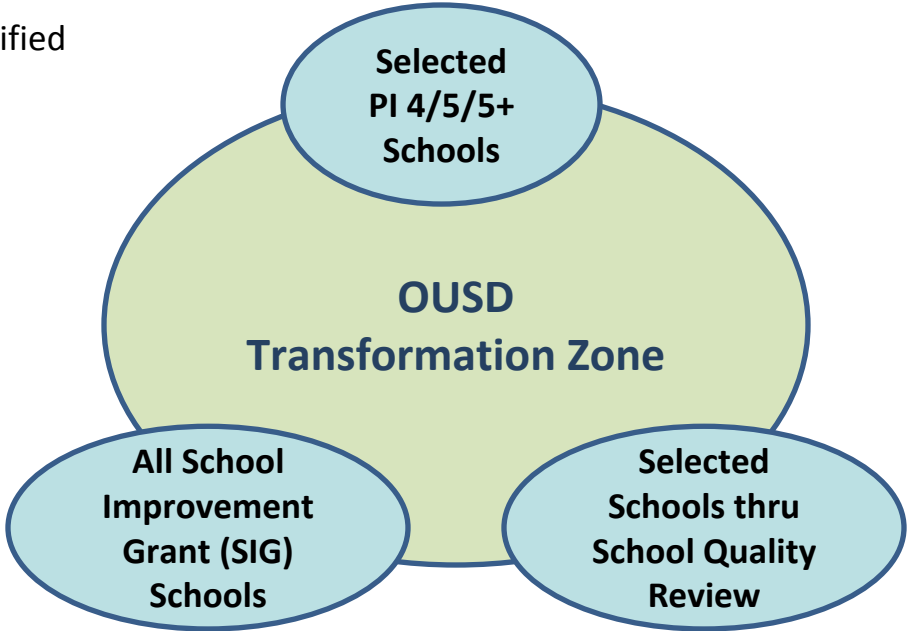 ified
Selected
PI 4/5/5+
Schools
OUSD
Transformation Zone
All School
Improvement
Grant (SIG)
Schools
Selected
Schools thru
School Quality
Review